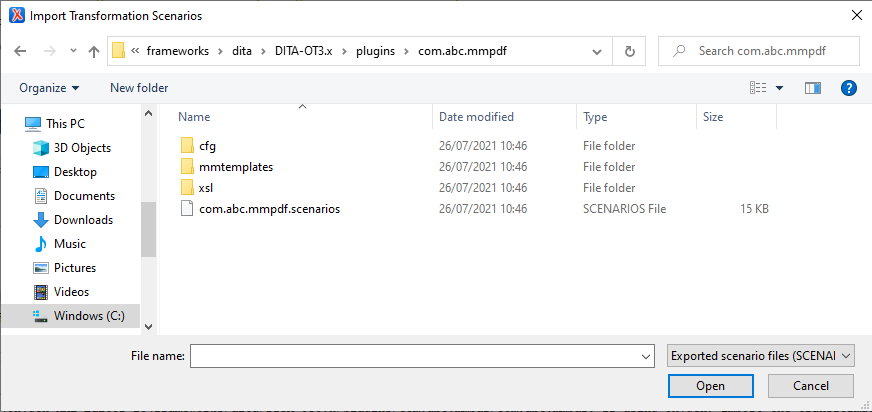 Import Transformation Scenarios
« frameworks > dita > DITA-OT3.x > plugins > com.abc.mmpdf
Search com.abc.mmpdf
Organize New folder
Name Date modified Type Size
This PC
3D Objects
Desktop
Documents
Downloads
Music
Pictures
Videos
Windows (C:)
cfg 26/07/2021 10:46 File folder
mmtemplates 26/07/2021 10:46 File folder
xsl 26/07/2021 10:46 File folder
com.abc.mmpdf.scenarios 26/07/2021 10:46 SCENARIOS File 15 KB
File name:
Exported scenario files (SCENAI
Open Cancel